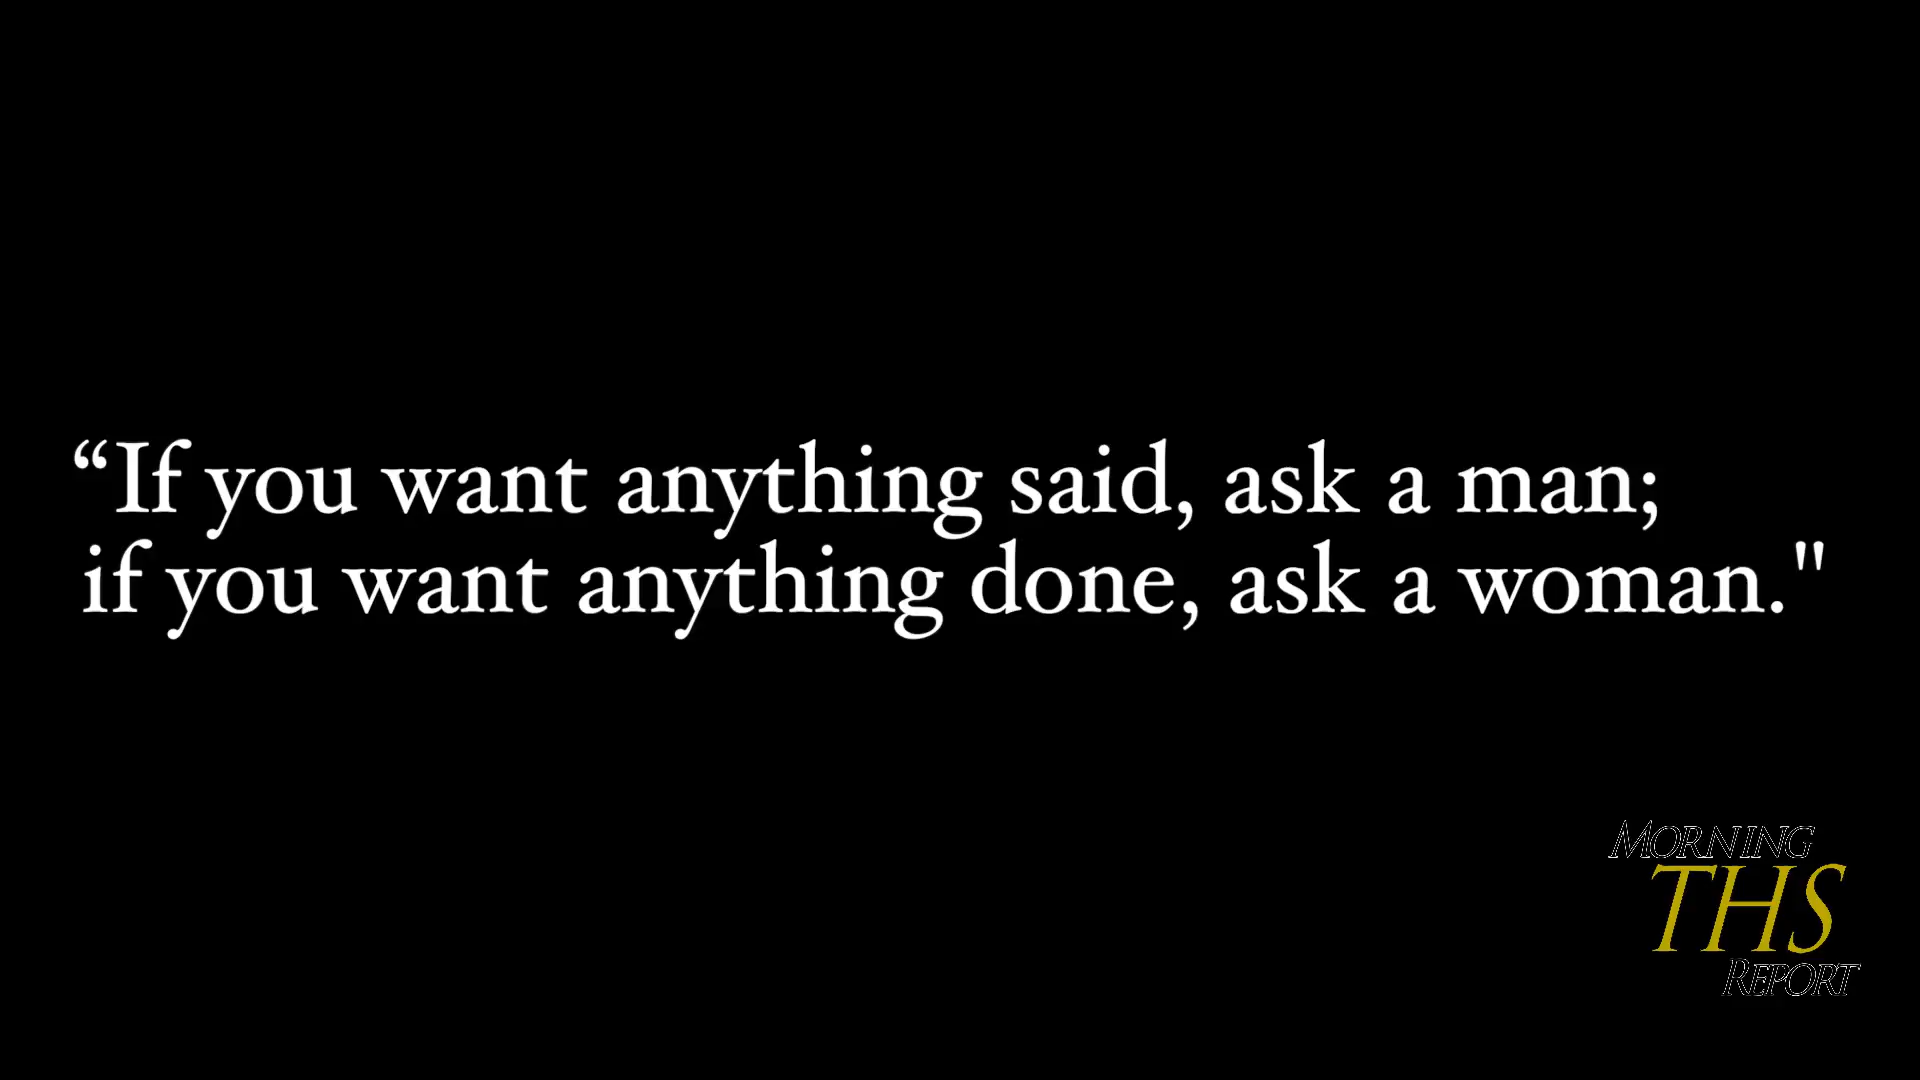 “If you want anything said, ask a man;
if you want anything done, ask a woman."
MORNING
THS
REPORT